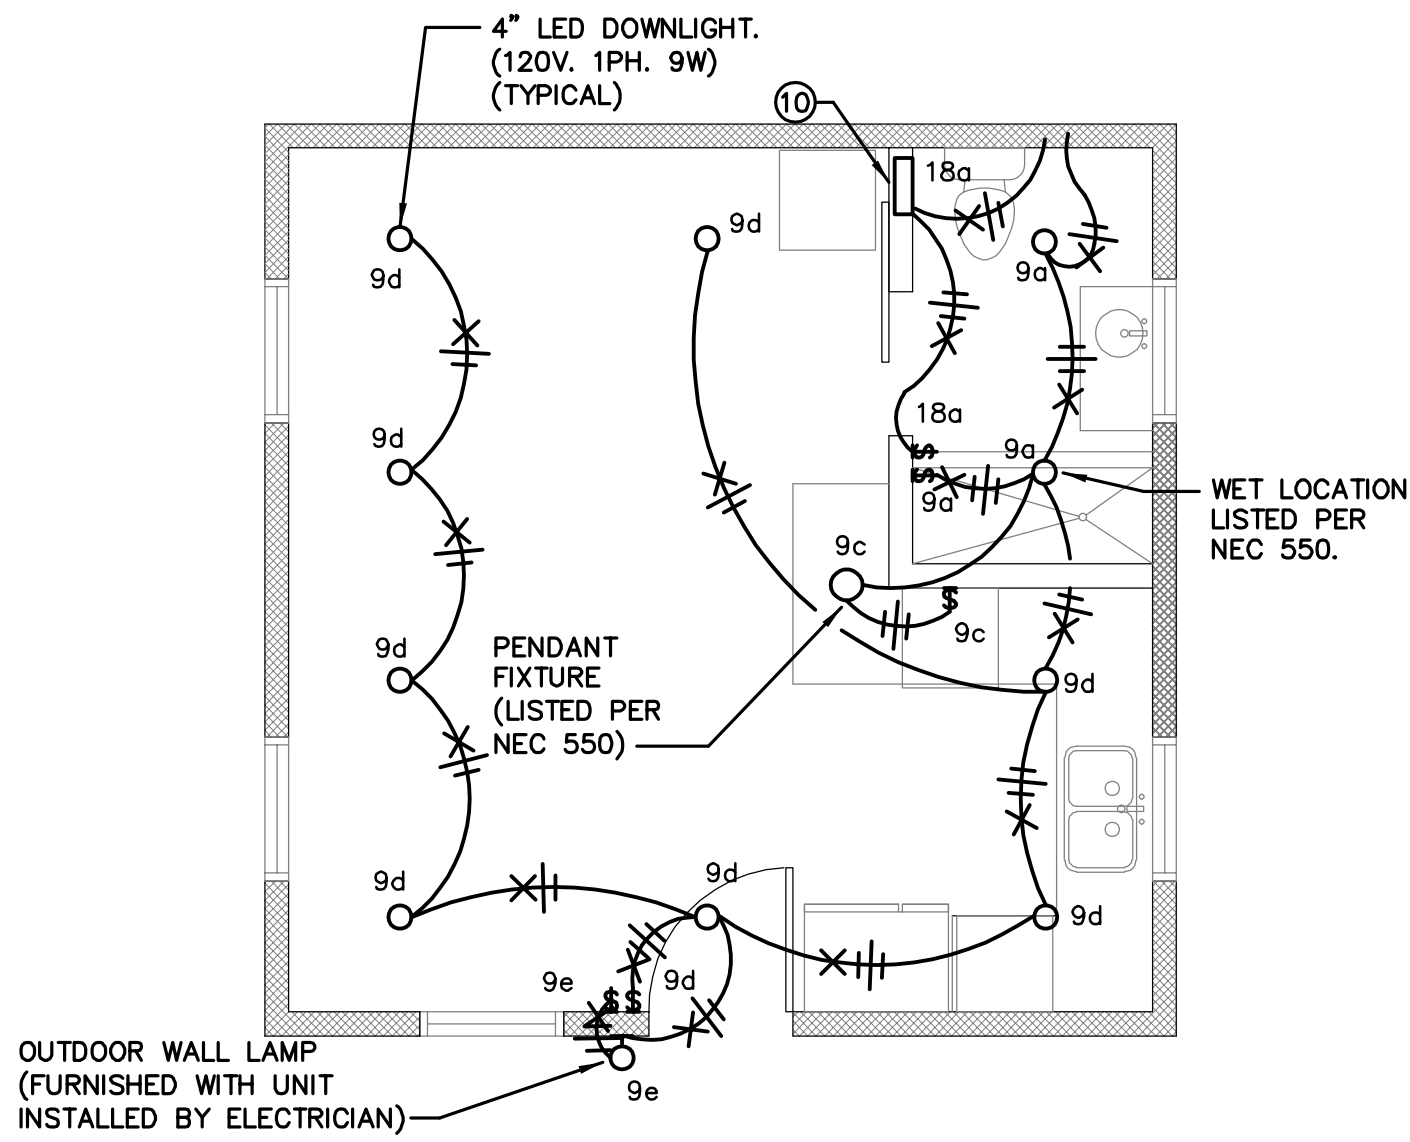 4" LED DOWNLIGHT.
(120V. 1PH. 9W)
(TYPICAL)
10
18a
9d
9d
9a
18a
9d
9a
9a
WET LOCATION
LISTED PER
NEC 550.
9c
9c
9d
PENDANT
FIXTURE
(LISTED PER
NEC 550)
9d
9d
9d
9d
9e
9d
$$
$
$
$
OUTDOOR WALL LAMP
(FURNISHED WITH UNIT
INSTALLED BY ELECTRICIAN)
9e